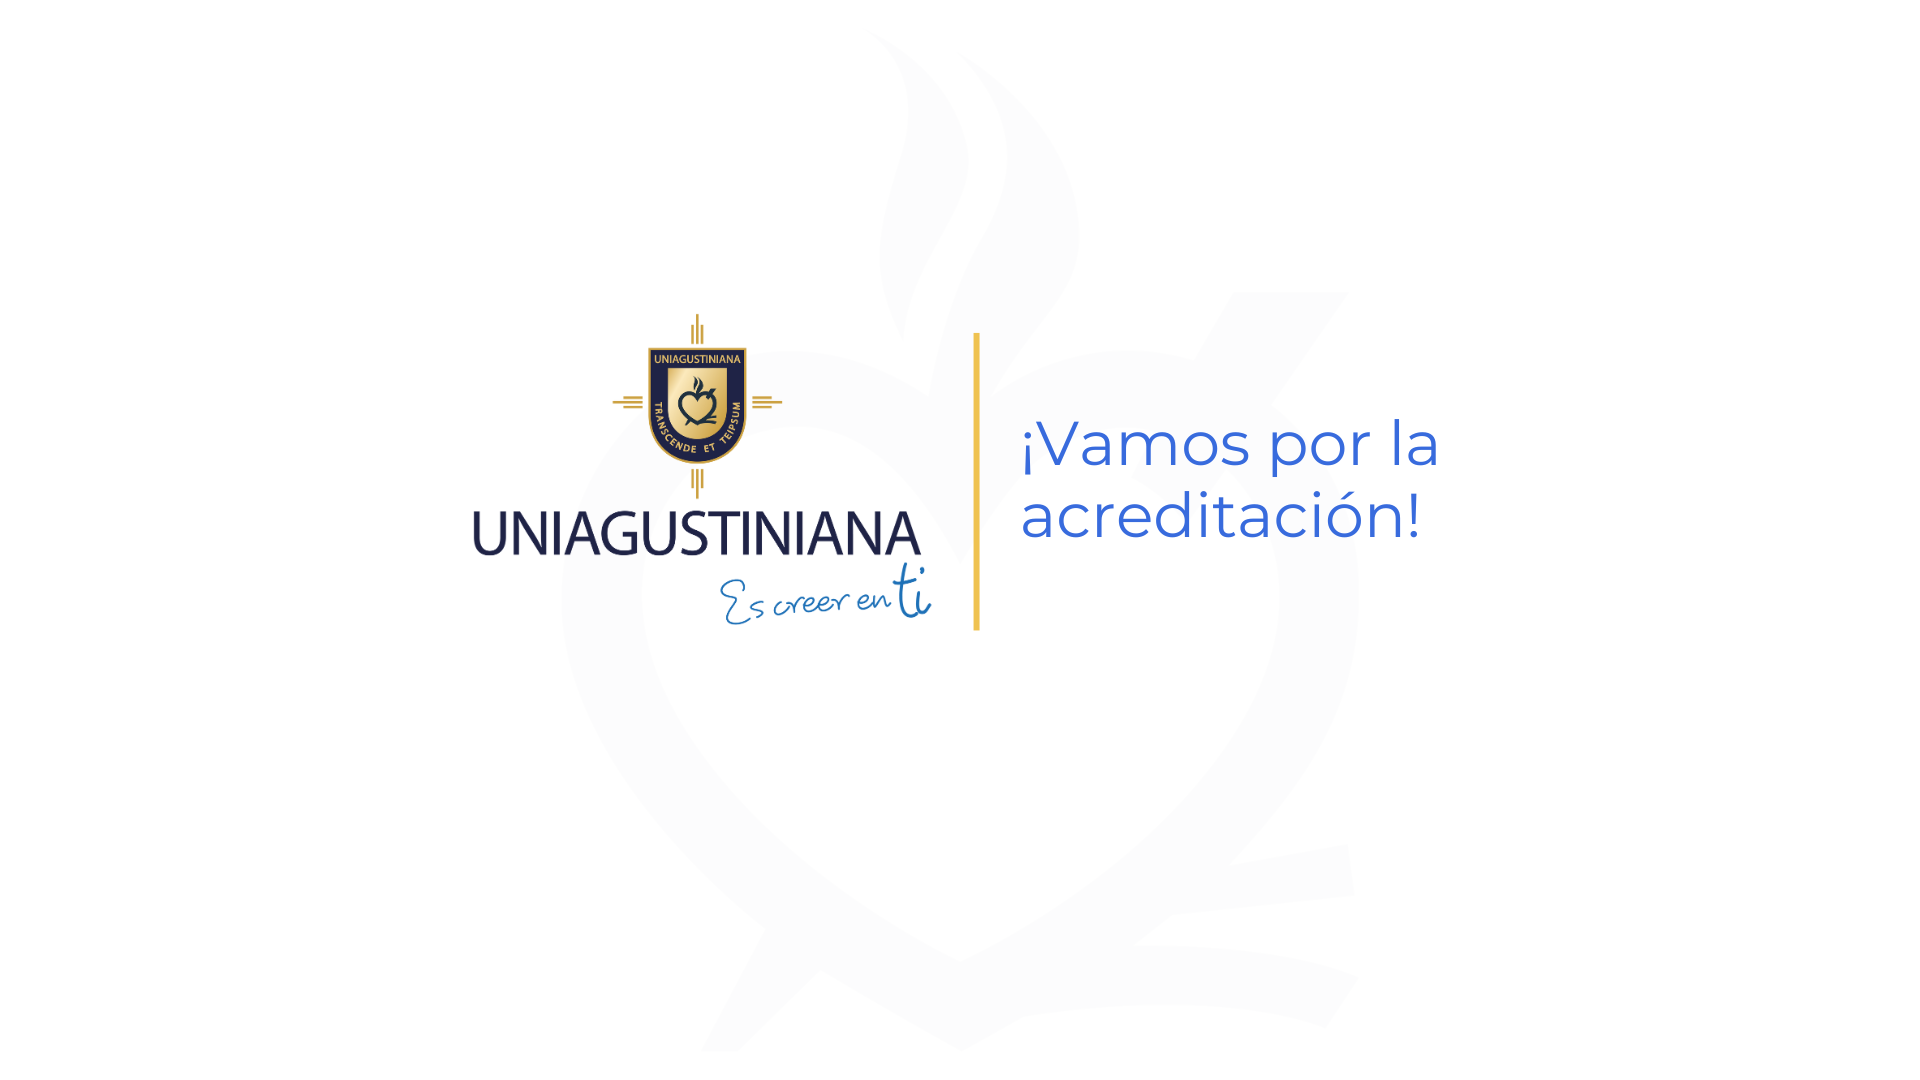 UNIAGUSTINIANA
TRANSCENDE ET TEIPSUM
UNIAGUSTINIANA
Es creer en ti
¡Vamos por la
acreditación!